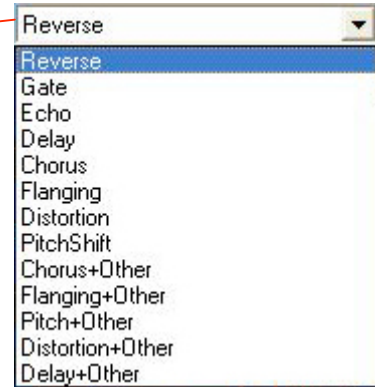 Reverse
Reverse
Gate
Echo
Delay
Chorus
Flanging
Distortion
PitchShift
Chorus+Other
Flanging+Other
Pitch+Other
Distortion+Other
Delay+Other